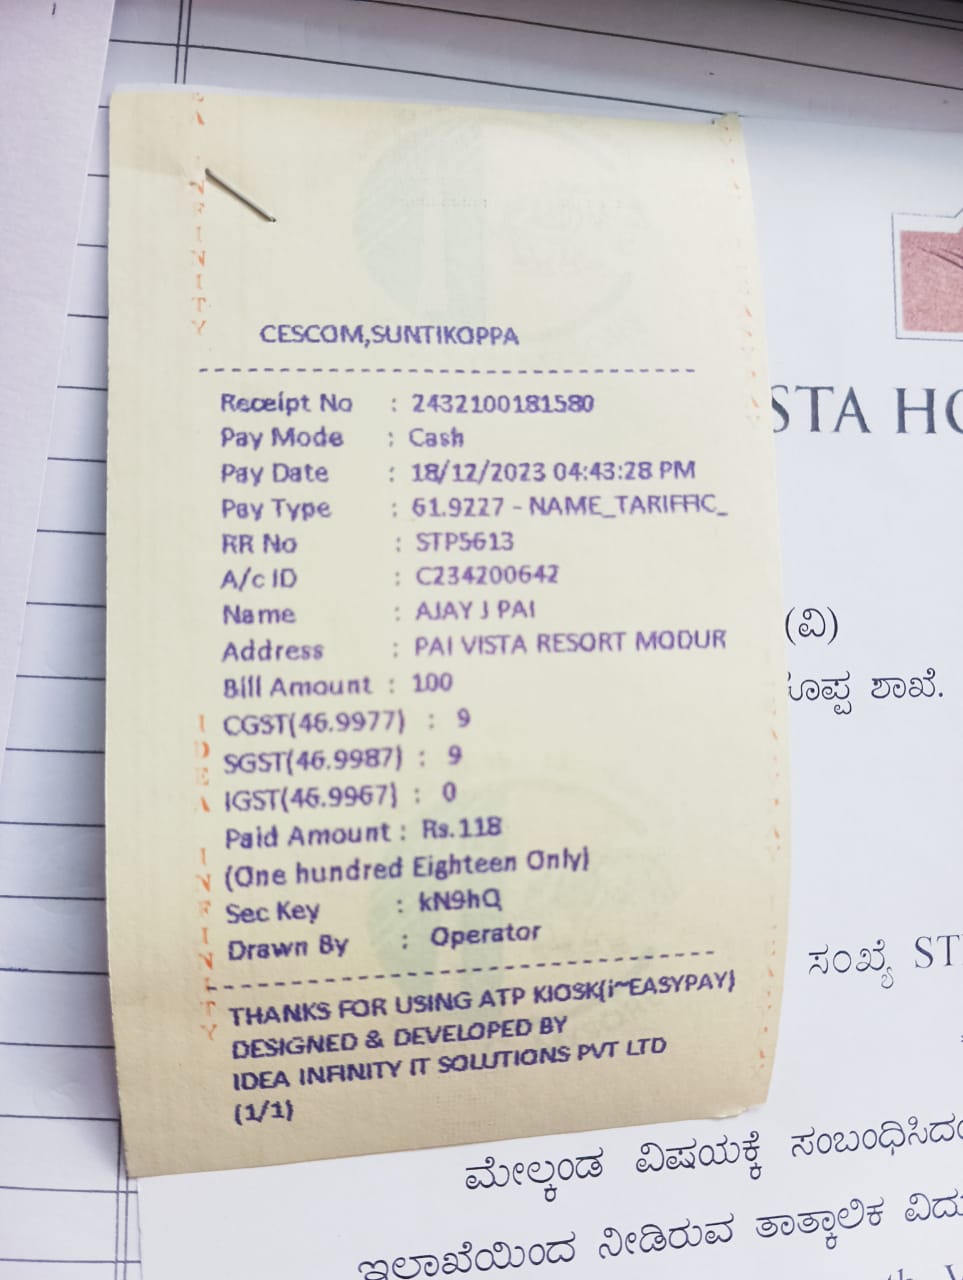 CESCOM,SUNTIKOPPA
Receipt No : 2432100181580
Pay Mode : Cash
Pay Date : 18/12/2023 04:43:28 PM
Pay Type : 61.9227 - NAME_TARIFFIC_
RR No : STP5613
A/c ID : C234200642
Name : AJAY J PAI
Address : PAI VISTA RESORT MODUR
Bill Amount : 100
CGST(46.9977) : 9
SGST(46.9987) : 9
IGST(46.9967) : 0
Paid Amount : Rs.118
(One hundred Eighteen Only)
Sec Key : kN9hQ
Drawn By : Operator
THANKS FOR USING ATP KIOSK(i~EASYPAY)
DESIGNED & DEVELOPED BY
IDEA INFINITY IT SOLUTIONS PVT LTD
(1/1)
IDEA INFINITY
STA HO
(ವಿ)
ಶಾಖೆ.
ಸಂಖ್ಯೆ ST
ಮೇಲ್ಕಂಡ ವಿಷಯಕ್ಕೆ ಸಂಬಂಧಿಸಿದಂ
ಇಲಾಖೆಯಿಂದ ನೀಡಿರುವ ತಾತ್ಕಾಲಿಕ ವಿದು